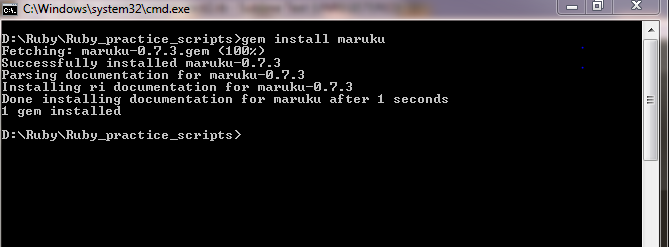 C:\Windows\system32\cmd.exe
D:\Ruby\Ruby_practice_scripts>gem install maruku
Fetching: maruku-0.7.3.gem (100%)
Successfully installed maruku-0.7.3
Parsing documentation for maruku-0.7.3
Installing ri documentation for maruku-0.7.3
Done installing documentation for maruku after 1 seconds
1 gem installed
D:\Ruby\Ruby_practice_scripts>